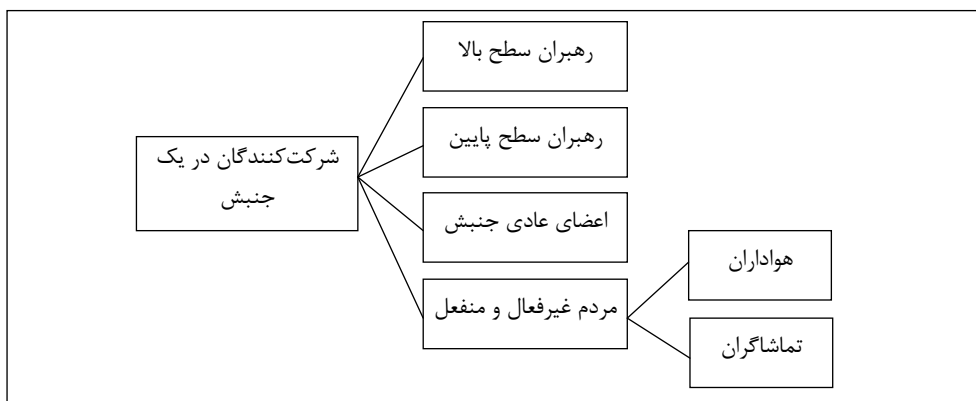 رهبران سطح بالا
رهبران سطح پایین
شرکت‌کنندگان در یک
جنبش
اعضای عادی جنبش
هواداران
مردم غیرفعال و منفعل
تماشاگران